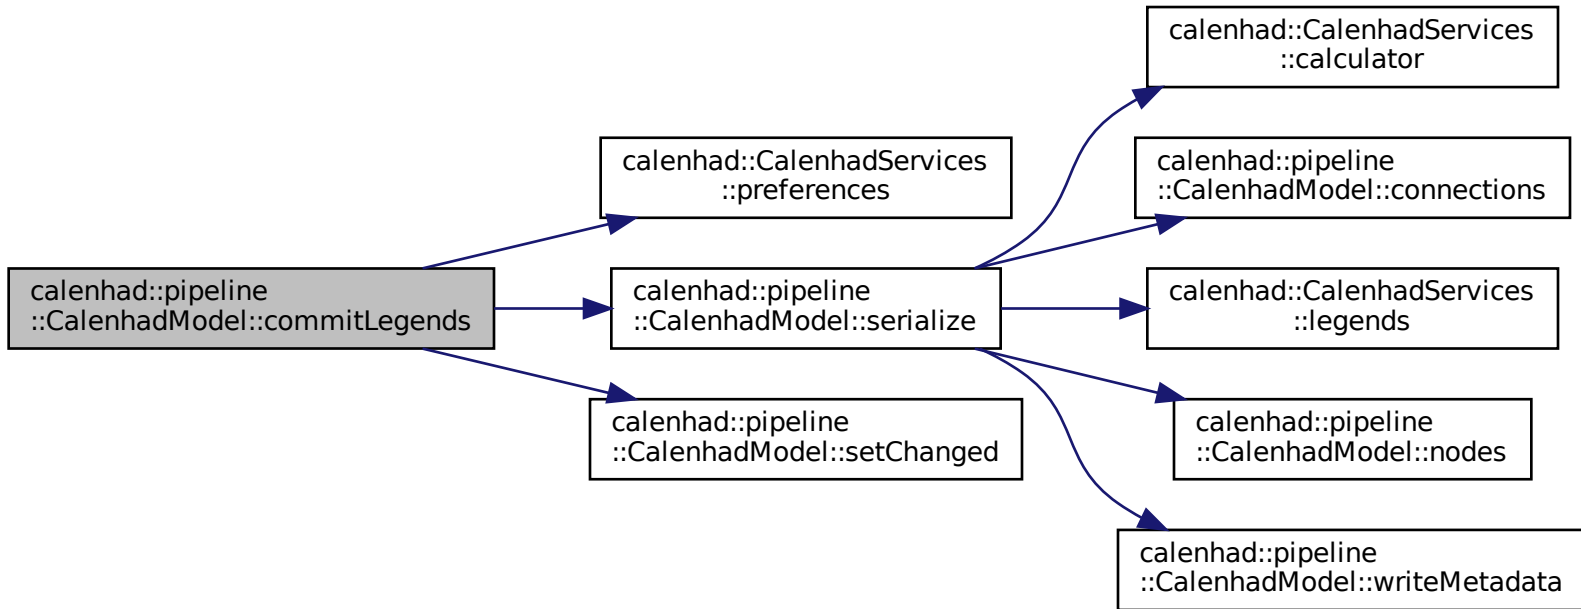 calenhad::pipeline
::CalenhadModel::commitLegends
calenhad::CalenhadServices
::preferences
calenhad::pipeline
::CalenhadModel::serialize
calenhad::pipeline
::CalenhadModel::setChanged
calenhad::CalenhadServices
::calculator
calenhad::pipeline
::CalenhadModel::connections
calenhad::CalenhadServices
::legends
calenhad::pipeline
::CalenhadModel::nodes
calenhad::pipeline
::CalenhadModel::writeMetadata